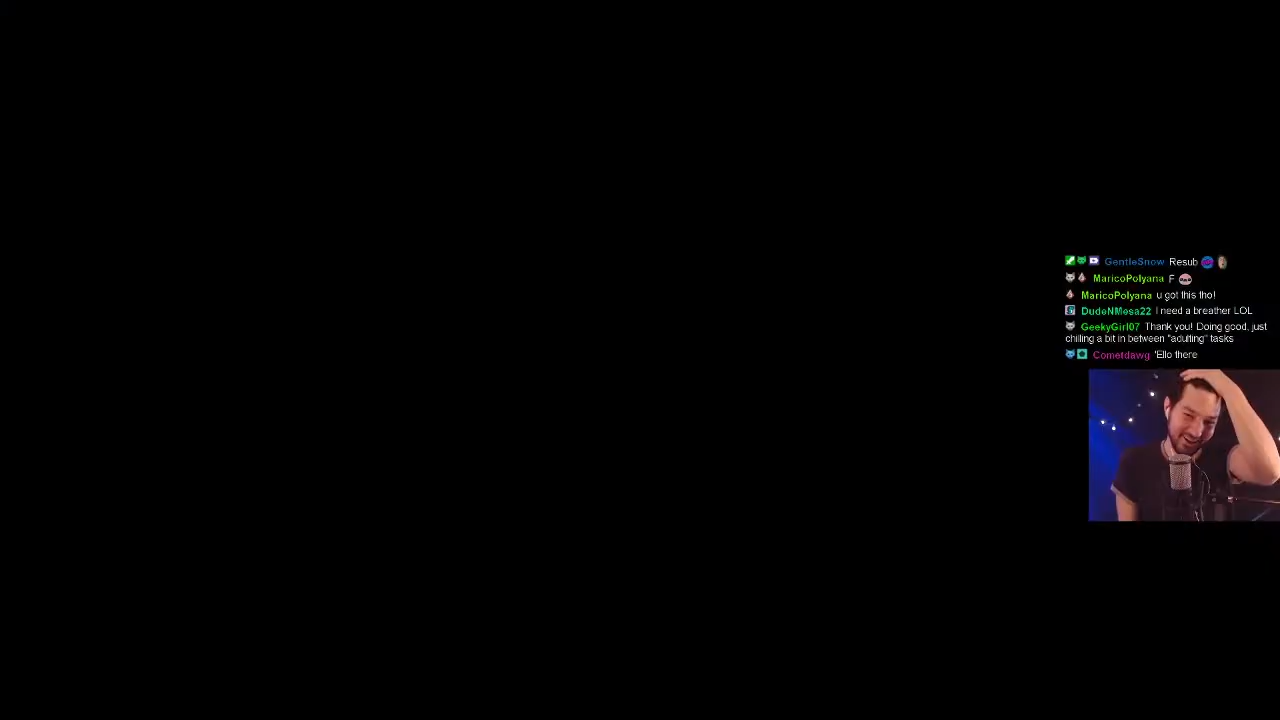 GentleSnow Resub
MaricoPolyana F
MaricoPolyana u got this tho!
DudeNMesa22 I need a breather LOL
GeekyGirl07 Thank you! Doing good, just
chilling a bit in between "adulting" tasks
Cometdawg 'Ello there